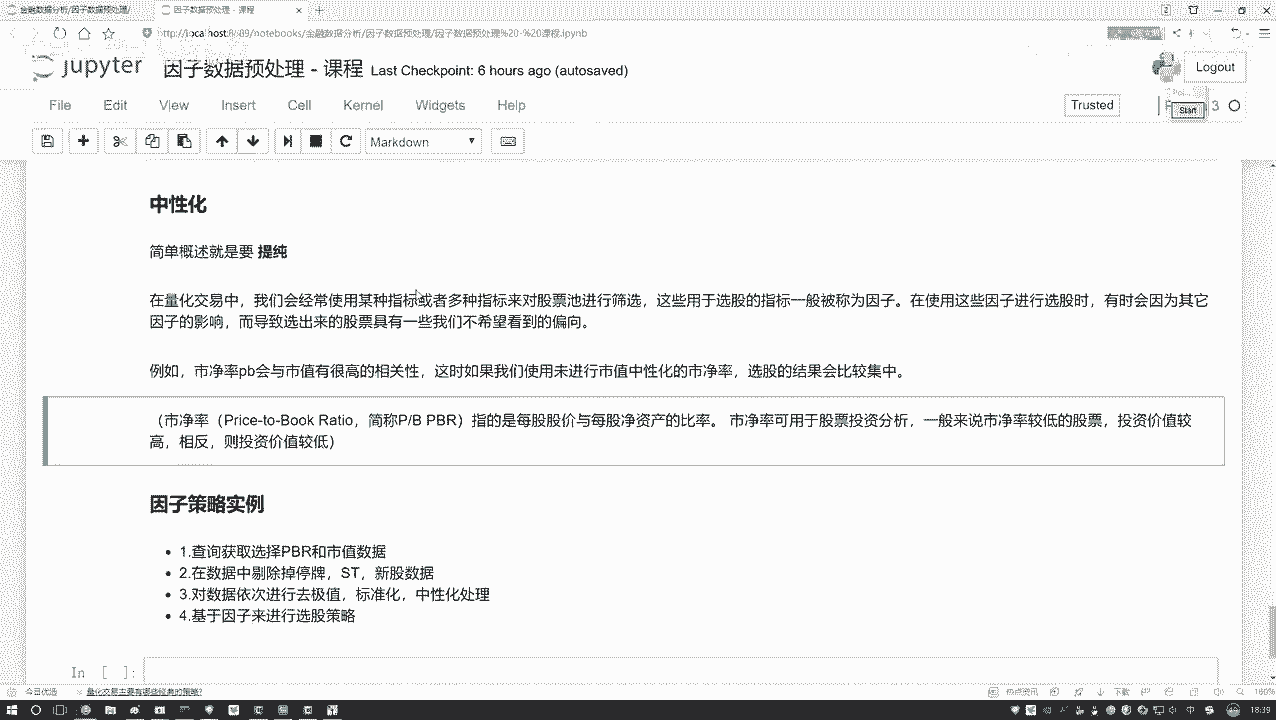 金融数据分析/因子数据预处理/
因子数据预处理 - 课程
localhost:8889/notebooks/金融数据分析/因子数据预处理/因子数据预处理%20-%20课程.ipynb
jupyter 因子数据预处理 - 课程 Last Checkpoint: 6 hours ago (autosaved)
Logout
File Edit View Insert Cell Kernel Widgets Help
Trusted
3
Start
Markdown
中性化
简单概述就是要 提纯
在量化交易中，我们会经常使用某种指标或者多种指标来对股票池进行筛选，这些用于选股的指标一般被称为因子。在使用这些因子进行选股时，有时会因为其它
因子的影响，而导致选出来的股票具有一些我们不希望看到的偏向。
例如，市净率pb会与市值有很高的相关性，这时如果我们使用未进行市值中性化的市净率，选股的结果会比较集中。
（市净率（Price-to-Book Ratio，简称P/B PBR）指的是每股股价与每股净资产的比率。 市净率可用于股票投资分析，一般来说市净率较低的股票，投资价值较
高，相反，则投资价值较低）
因子策略实例
1.查询获取选择PBR和市值数据
2.在数据中剔除掉停牌，ST，新股数据
3.对数据依次进行去极值，标准化，中性化处理
4.基于因子来进行选股策略
In [ ]:
今日优选 量化交易主要有哪些经典的策略?
热点资讯 下载 160%
中 18:39